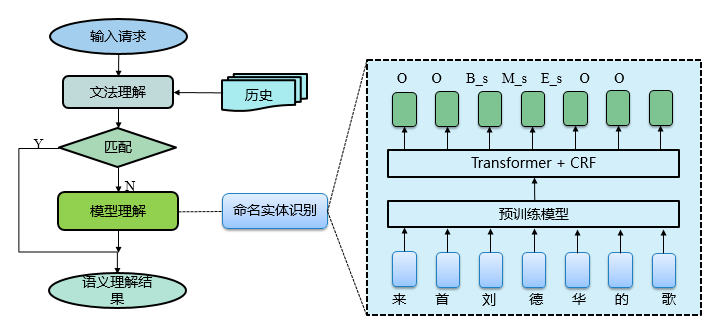 输入请求
文法理解
历史
匹配
Y
N
模型理解
命名实体识别
语义理解结
果
O O B_s M_s E_s O O
Transformer + CRF
预训练模型
来 首 刘 德 华 的 歌